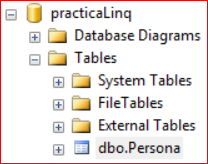 practicaLinq
Database Diagrams
Tables
System Tables
FileTables
External Tables
dbo.Persona